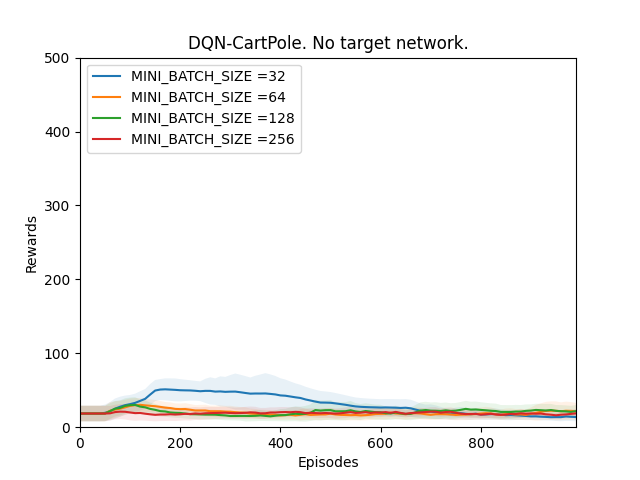 DQN-CartPole. No target network.
500
400
300
200
100
0
Rewards
MINI_BATCH_SIZE =32
MINI_BATCH_SIZE =64
MINI_BATCH_SIZE =128
MINI_BATCH_SIZE =256
0 200 400 600 800
Episodes